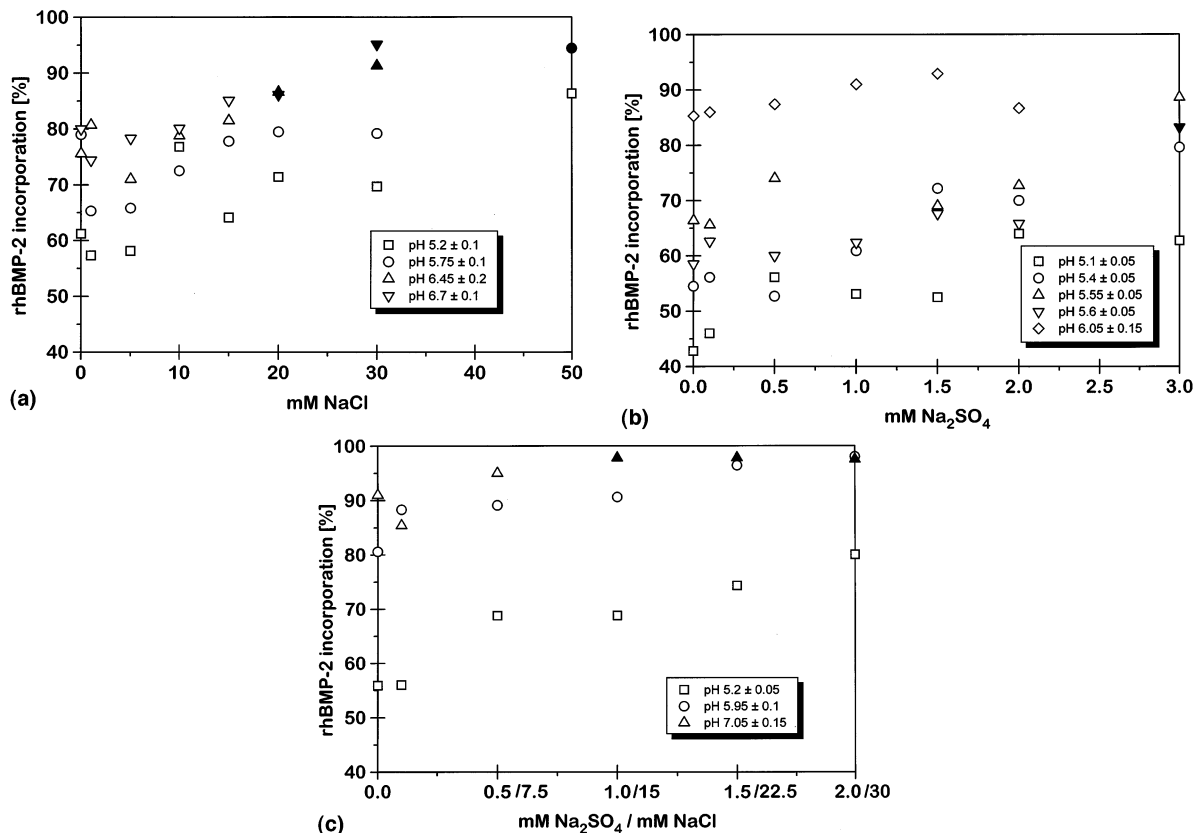 100
90
80
70
60
50
40
rhBMP-2 incorporation [%]
0 10 20 30 40 50
mM NaCl
pH 5.2 ± 0.1
pH 5.75 ± 0.1
pH 6.45 ± 0.2
pH 6.7 ± 0.1
(a)
100
90
80
70
60
50
40
rhBMP-2 incorporation [%]
0.0 0.5 1.0 1.5 2.0 2.5 3.0
mM Na₂SO₄
pH 5.1 ± 0.05
pH 5.4 ± 0.05
pH 5.55 ± 0.05
pH 5.6 ± 0.05
pH 6.05 ± 0.15
(b)
100
90
80
70
60
50
40
rhBMP-2 incorporation [%]
0.0 0.5/7.5 1.0/15 1.5/22.5 2.0/30
mM Na₂SO₄ / mM NaCl
pH 5.2 ± 0.05
pH 5.95 ± 0.1
pH 7.05 ± 0.15
(c)